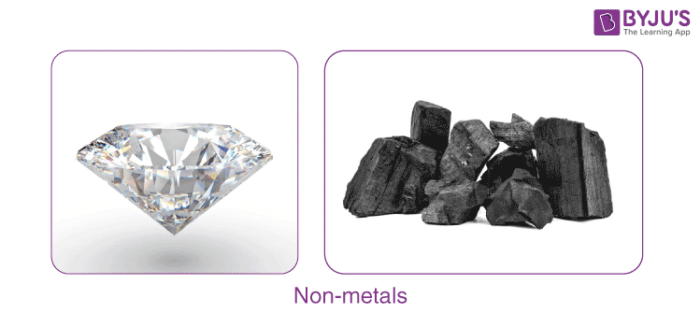 BYJU'S
The Learning App
Non-metals